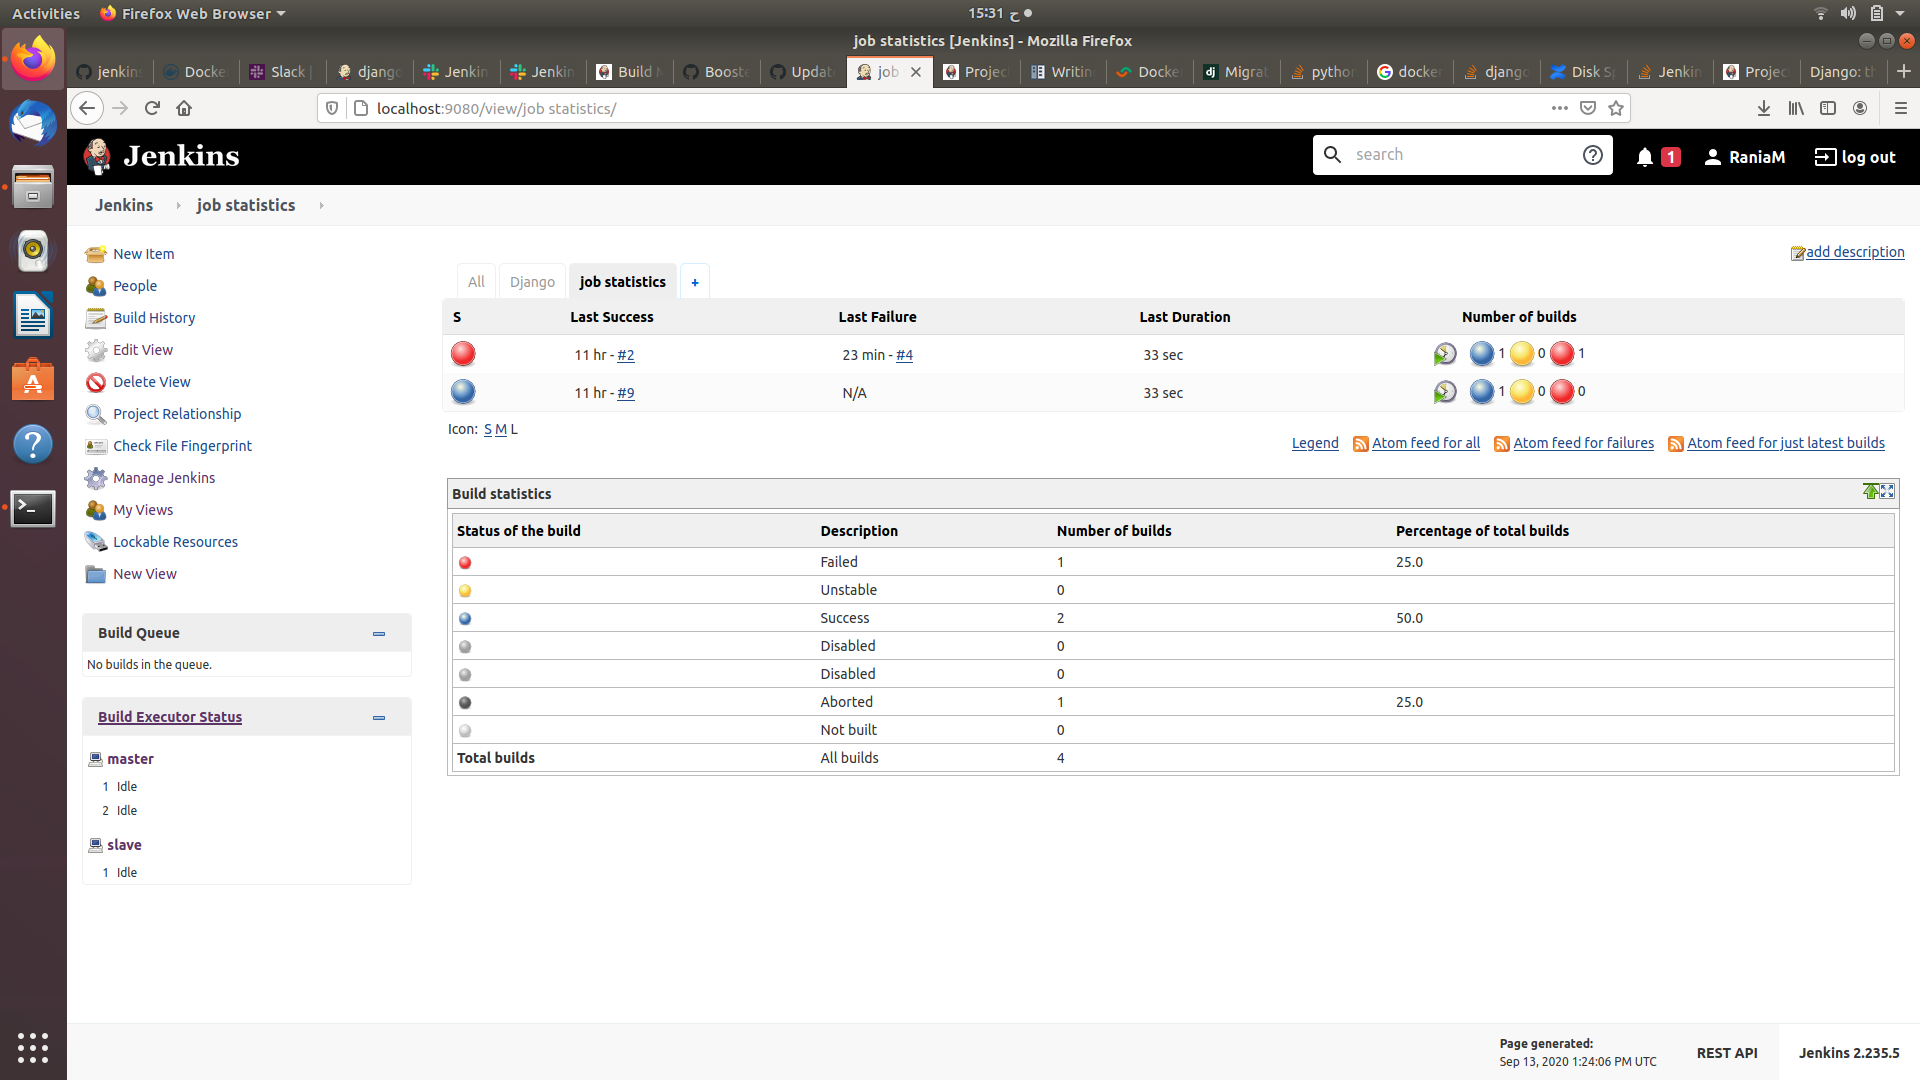 Activities Firefox Web Browser 15:31 ح
job statistics [Jenkins] - Mozilla Firefox
jenkins Docke Slack | djang Jenkin Jenkin Build M Booste Updat job Projec Writin Docke Migrat python docker djang Disk Sp Jenkin Projec Django: th
localhost:9080/view/job statistics/
Jenkins search 1 RaniaM log out
Jenkins job statistics
New Item
People
Build History
Edit View
Delete View
Project Relationship
Check File Fingerprint
Manage Jenkins
My Views
Lockable Resources
New View
Build Queue
No builds in the queue.
Build Executor Status
master
1 Idle
2 Idle
slave
1 Idle
add description
All Django job statistics +
S Last Success Last Failure Last Duration Number of builds
11 hr - #2 23 min - #4 33 sec 1 0 1
11 hr - #9 N/A 33 sec 1 0 0
Icon: S M L
Legend Atom feed for all Atom feed for failures Atom feed for just latest builds
Build statistics
Status of the build Description Number of builds Percentage of total builds
Failed 1 25.0
Unstable 0
Success 2 50.0
Disabled 0
Disabled 0
Aborted 1 25.0
Not built 0
Total builds All builds 4
Page generated:
Sep 13, 2020 1:24:06 PM UTC
REST API Jenkins 2.235.5